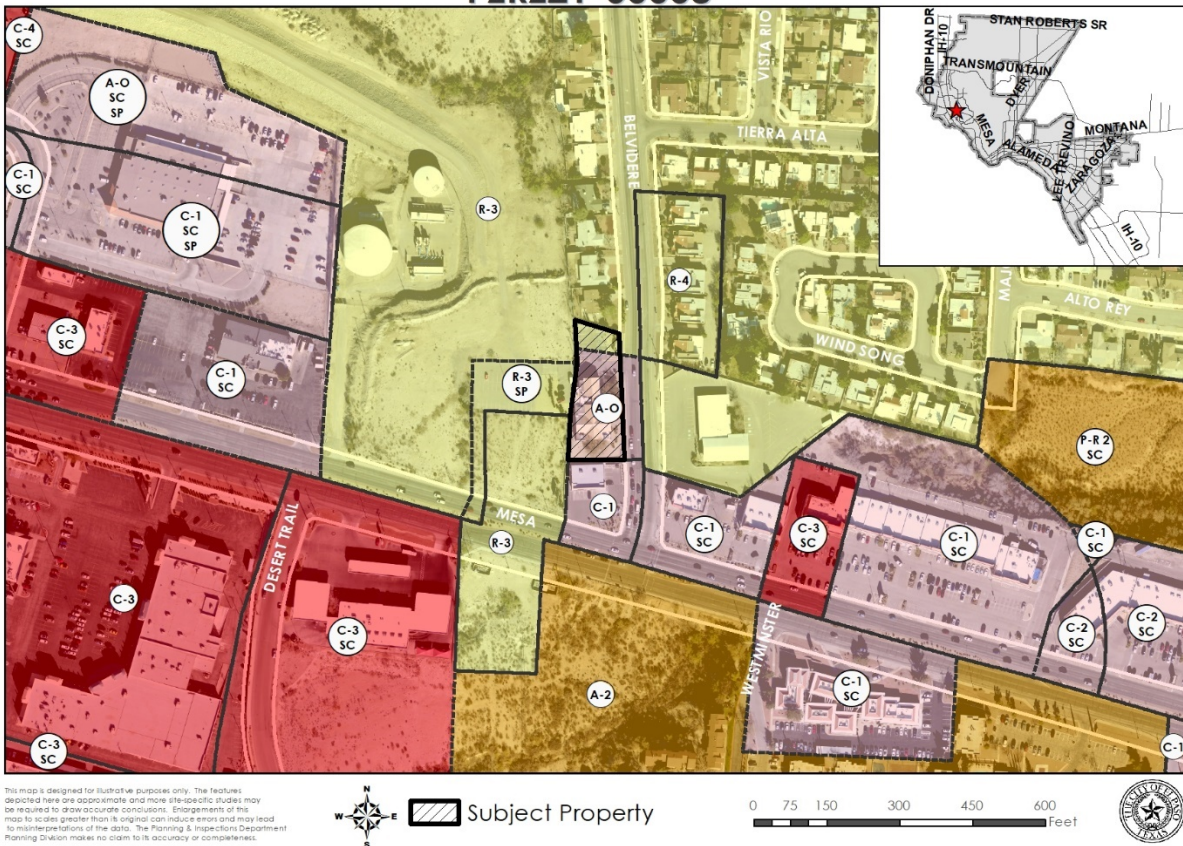 C-4
SC
A-O
SC
SP
C-1
SC
C-1
SC
SP
C-3
SC
C-1
SC
R-3
BELVIDERE
VISTA RIO
TIERRA ALTA
R-4
WIND SONG
ALTO REY
R-3
SP
A-O
P-R 2
SC
MESA
R-3
C-1
C-1
SC
C-3
SC
C-1
SC
C-1
SC
C-2
SC
C-2
SC
DESERT TRAIL
C-3
C-3
SC
WESTMINSTER
A-2
C-1
SC
C-3
SC
C-1
DONIPHAN DR
IH-10
STAN ROBERTS SR
TRANSMOUNTAIN
DYER
MESA
MONTANA
ALAMEDA
LEE TREVINO
ZARAGOZA
IH-10
This map is designed for illustrative purposes only. The features
depicted here are approximate and more site-specific studies may
be required to draw accurate conclusions. Enlargements of this
map to scales greater than its original can induce errors and may lead
to misinterpretations of the data. The Planning & Inspections Department
Planning Division makes no claim to its accuracy or completeness.
N
W E
S
Subject Property
0 75 150 300 450 600
Feet
THE CITY OF EL PASO
TEXAS